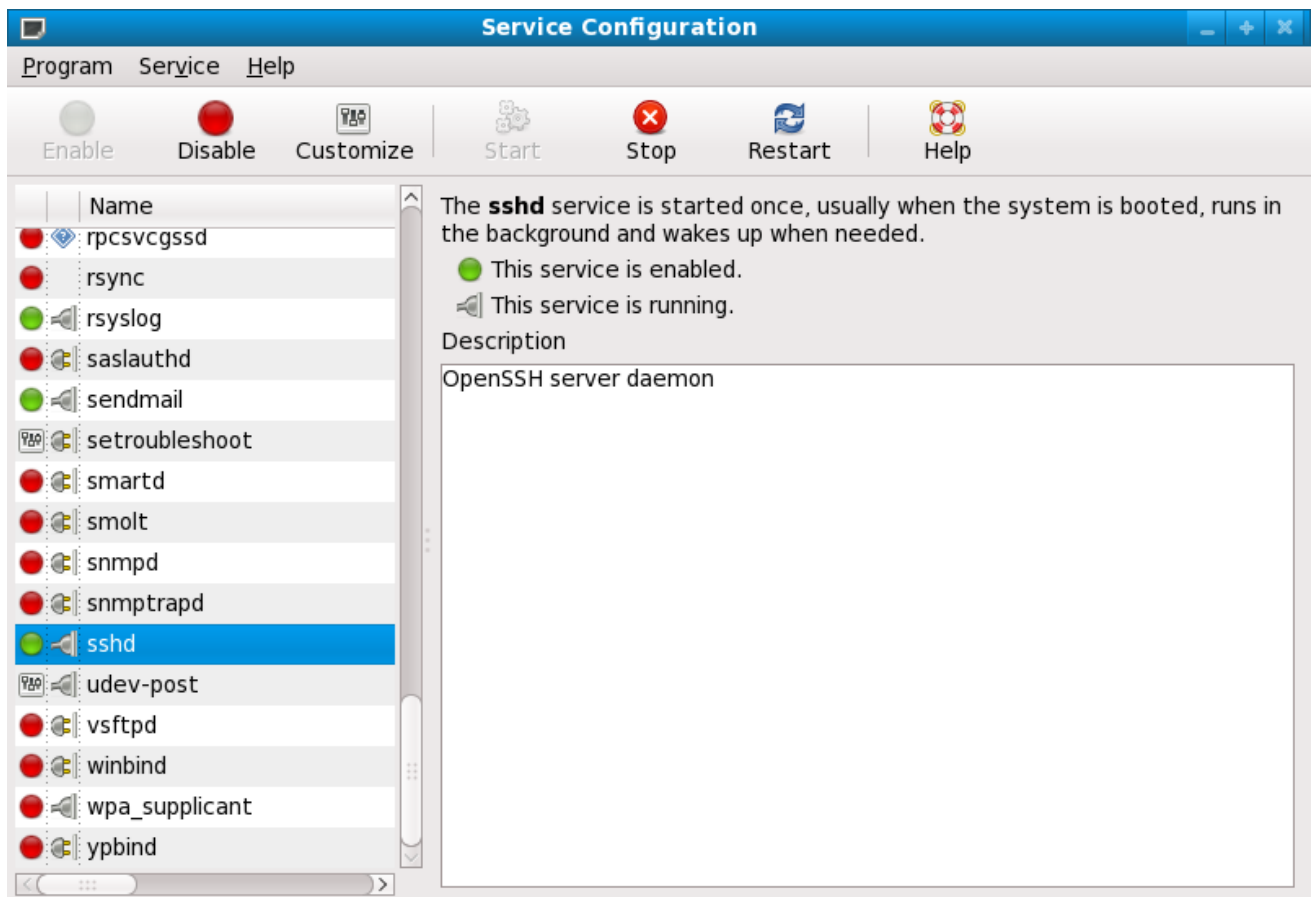 Service Configuration
Program Service Help
Enable Disable Customize Start Stop Restart Help
Name
rpcsvcgssd
rsync
rsyslog
saslauthd
sendmail
setroubleshoot
smartd
smolt
snmpd
snmptrapd
sshd
udev-post
vsftpd
winbind
wpa_supplicant
ypbind
The sshd service is started once, usually when the system is booted, runs in
the background and wakes up when needed.
This service is enabled.
This service is running.
Description
OpenSSH server daemon